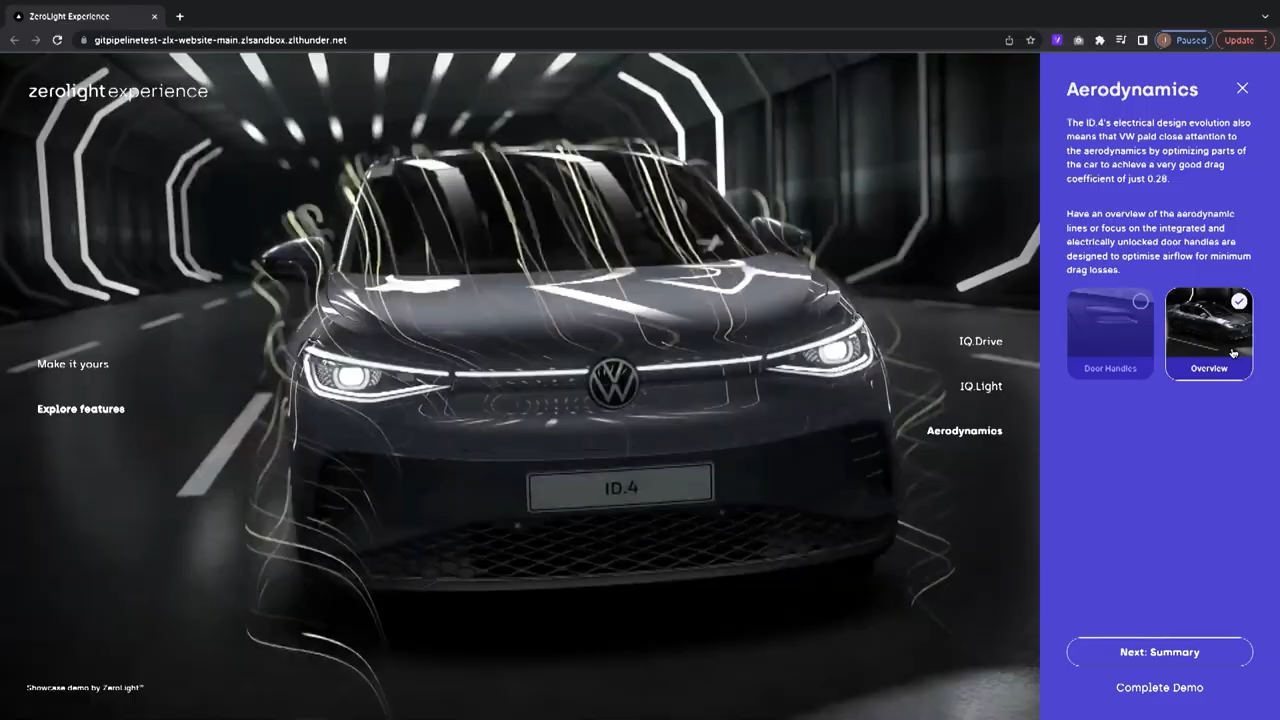 ZeroLight Experience
gitpipelinetest-zlx-website-main.zlsandbox.zlthunder.net
Paused
Update
zerolight experience
Make it yours
Explore features
ID.4
IQ.Drive
IQ.Light
Aerodynamics
Showcase demo by ZeroLight™
Aerodynamics
The ID.4's electrical design evolution also
means that VW paid close attention to
the aerodynamics by optimizing parts of
the car to achieve a very good drag
coefficient of just 0.28.
Have an overview of the aerodynamic
lines or focus on the integrated and
electrically unlocked door handles are
designed to optimise airflow for minimum
drag losses.
Door Handles
Overview
Next: Summary
Complete Demo